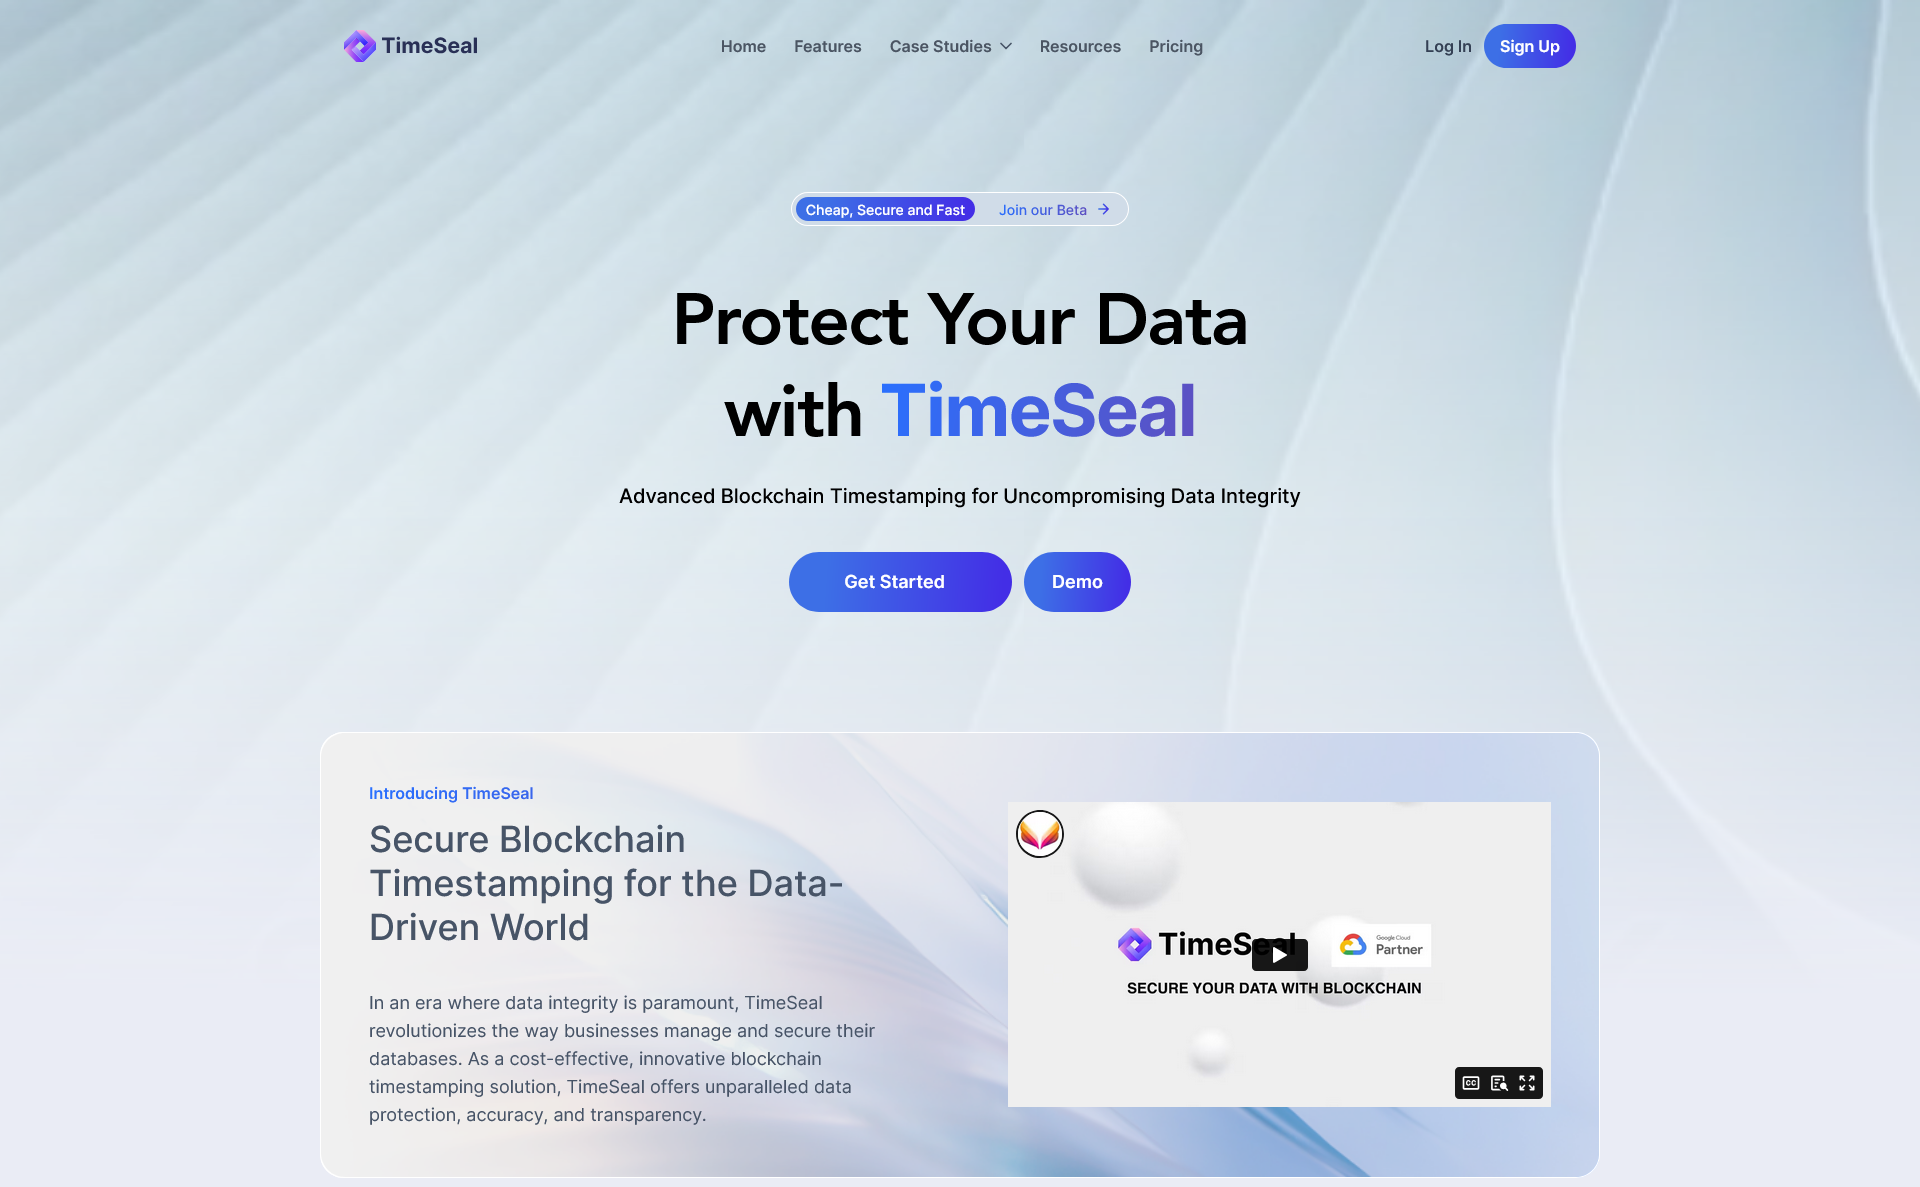 TimeSeal
Home
Features
Case Studies
Resources
Pricing
Log In
Sign Up
Cheap, Secure and Fast
Join our Beta
Protect Your Data
with TimeSeal
Advanced Blockchain Timestamping for Uncompromising Data Integrity
Get Started
Demo
Introducing TimeSeal
Secure Blockchain
Timestamping for the Data-
Driven World
In an era where data integrity is paramount, TimeSeal
revolutionizes the way businesses manage and secure their
databases. As a cost-effective, innovative blockchain
timestamping solution, TimeSeal offers unparalleled data
protection, accuracy, and transparency.
TimeSeal
Google Cloud
Partner
SECURE YOUR DATA WITH BLOCKCHAIN
CC